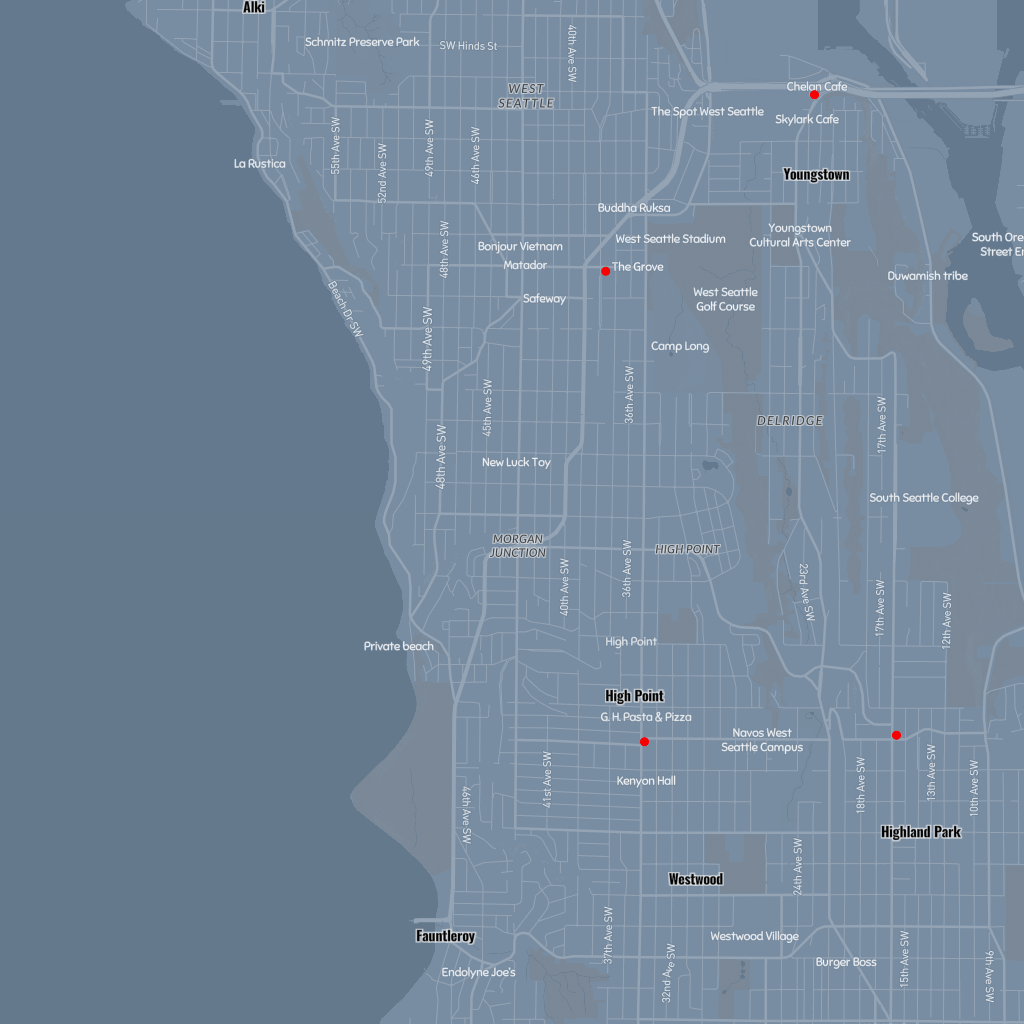 Alki
Schmitz Preserve Park
SW Hinds St
40th Ave SW
WEST
SEATTLE
Chelan Cafe
The Spot West Seattle
Skylark Cafe
55th Ave SW
52nd Ave SW
49th Ave SW
46th Ave SW
La Rustica
Youngstown
Buddha Ruksa
West Seattle Stadium
Youngstown
Cultural Arts Center
48th Ave SW
Bonjour Vietnam
Matador
The Grove
South Ore
Street En
Duwamish tribe
Beach Dr SW
Safeway
West Seattle
Golf Course
49th Ave SW
Camp Long
45th Ave SW
36th Ave SW
DELRIDGE
17th Ave SW
48th Ave SW
New Luck Toy
South Seattle College
MORGAN
JUNCTION
HIGH POINT
40th Ave SW
36th Ave SW
23rd Ave SW
17th Ave SW
12th Ave SW
Private beach
High Point
High Point
G. H. Pasta & Pizza
Navos West
Seattle Campus
41st Ave SW
Kenyon Hall
46th Ave SW
18th Ave SW
13th Ave SW
10th Ave SW
Highland Park
24th Ave SW
Westwood
Fauntleroy
37th Ave SW
Westwood Village
32nd Ave SW
Burger Boss
15th Ave SW
9th Ave SW
Endolyne Joe's